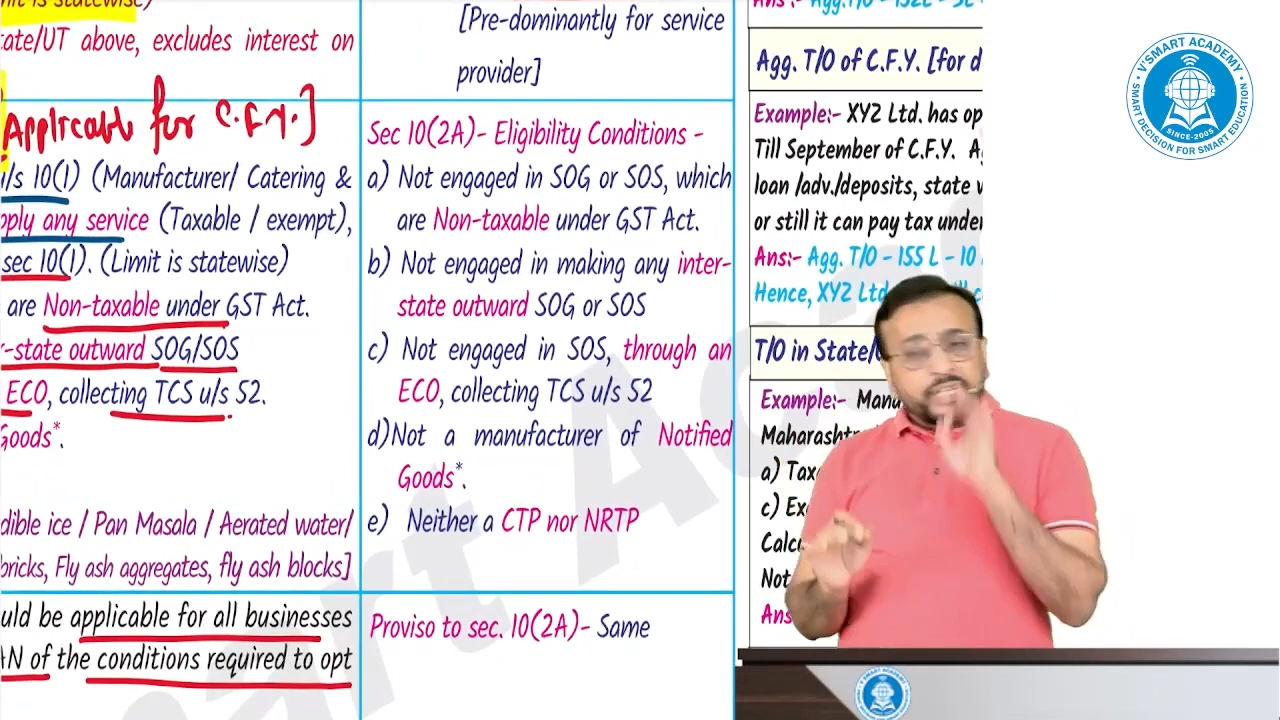 nit is statewise)
tate/UT above, excludes interest on
[Applicable for C.F.Y.]
u/s 10(1) (Manufacturer/ Catering &
pply any service (Taxable / exempt),
sec 10(1). (Limit is statewise)
are Non-taxable under GST Act.
r-state outward SOG/SOS
ECO, collecting TCS u/s 52.
Goods*.
dible ice / Pan Masala / Aerated water/
bricks, Fly ash aggregates, fly ash blocks]
uld be applicable for all businesses
AN of the conditions required to opt
[Pre-dominantly for service
provider]
Sec 10(2A)- Eligibility Conditions -
a) Not engaged in SOG or SOS, which
are Non-taxable under GST Act.
b) Not engaged in making any inter-
state outward SOG or SOS
c) Not engaged in SOS, through an
ECO, collecting TCS u/s 52
d)Not a manufacturer of Notified
Goods*.
e) Neither a CTP nor NRTP
Proviso to sec. 10(2A)- Same
Agg. T/O of C.F.Y. [for d
Example:- XYZ Ltd. has op
Till September of C.F.Y. A
loan /adv./deposits, state
or still it can pay tax under
Ans:- Agg. T/O - 155 L - 10
Hence, XYZ Ltd
T/O in State/
Example:- Manu
Maharashtr
a) Tax
c) Ex
Calc
Not
Ans
V'SMART ACADEMY
SINCE-2005
SMART DECISION FOR SMART EDUCATION